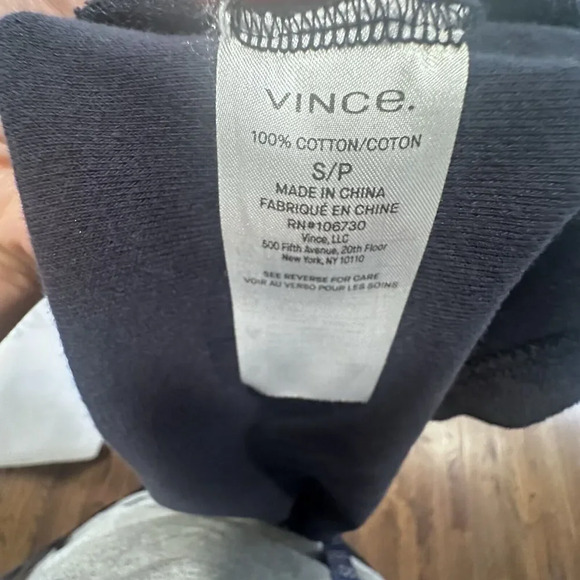 VINCE.
100% COTTON/COTON
S/P
MADE IN CHINA
FABRIQUÉ EN CHINE
RN#106730
Vince, LLC
500 Fifth Avenue, 20th Floor
New York, NY 10110
SEE REVERSE FOR CARE
VOIR AU VERSO POUR LES SOINS